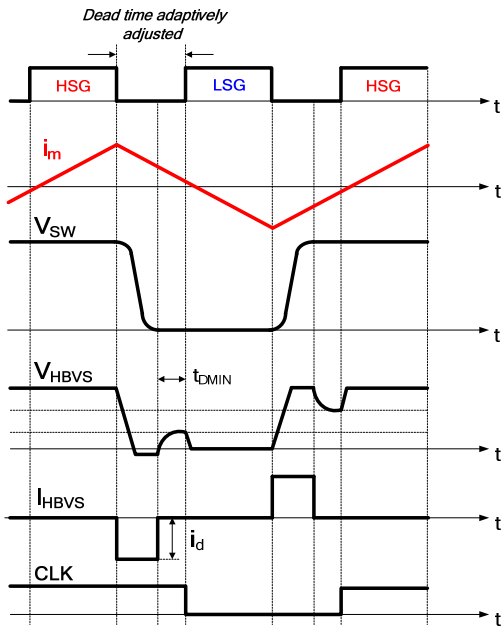 Dead time adaptively
adjusted
HSG LSG HSG
t
im
t
VSW
t
VHBVS
tDMIN
t
IHBVS
id
t
CLK
t